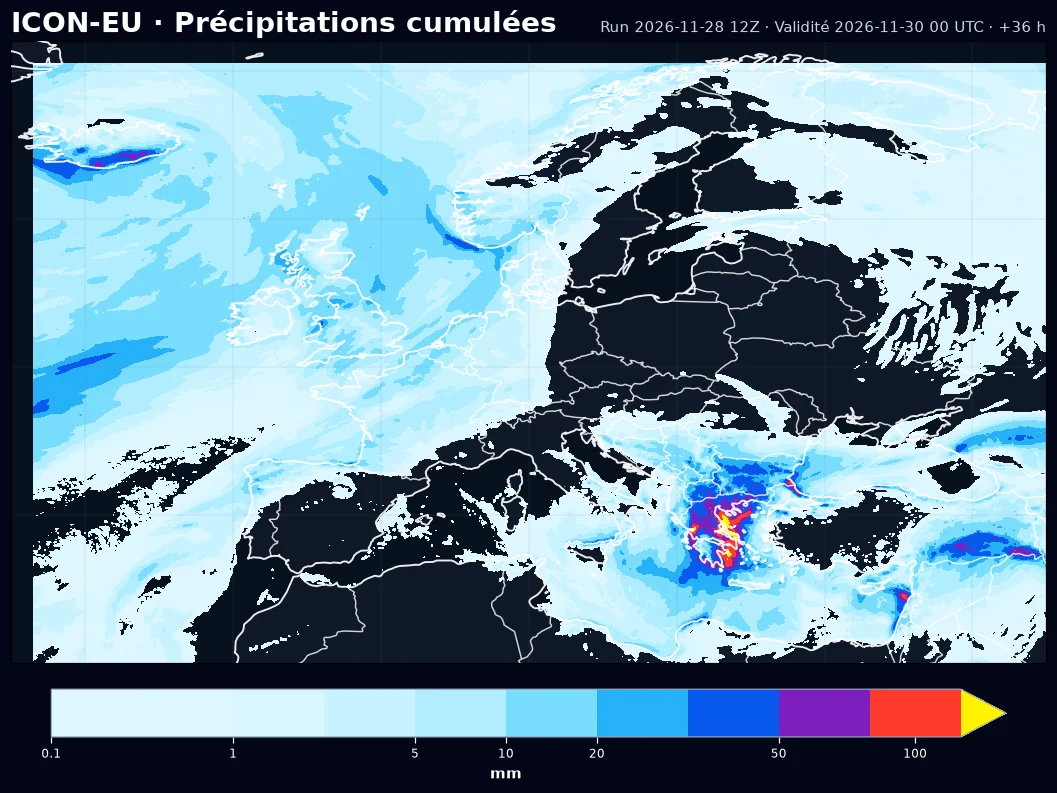 ICON-EU · Précipitations cumulées
Run 2026-11-28 12Z · Validité 2026-11-30 00 UTC · +36 h
0.1 1 5 10 20 50 100
mm